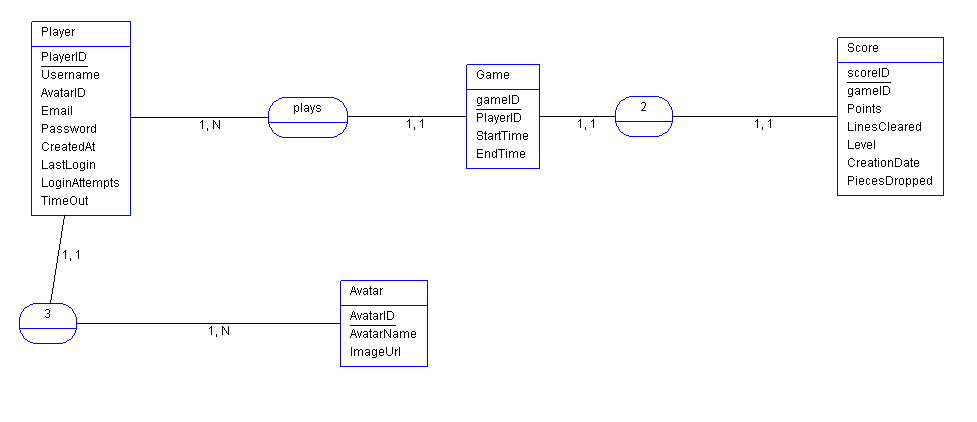 Player
PlayerID
Username
AvatarID
Email
Password
CreatedAt
LastLogin
LoginAttempts
TimeOut
1, N
plays
1, 1
Game
gameID
PlayerID
StartTime
EndTime
1, 1
2
1, 1
Score
scoreID
gameID
Points
LinesCleared
Level
CreationDate
PiecesDropped
1, 1
3
1, N
Avatar
AvatarID
AvatarName
ImageUrl